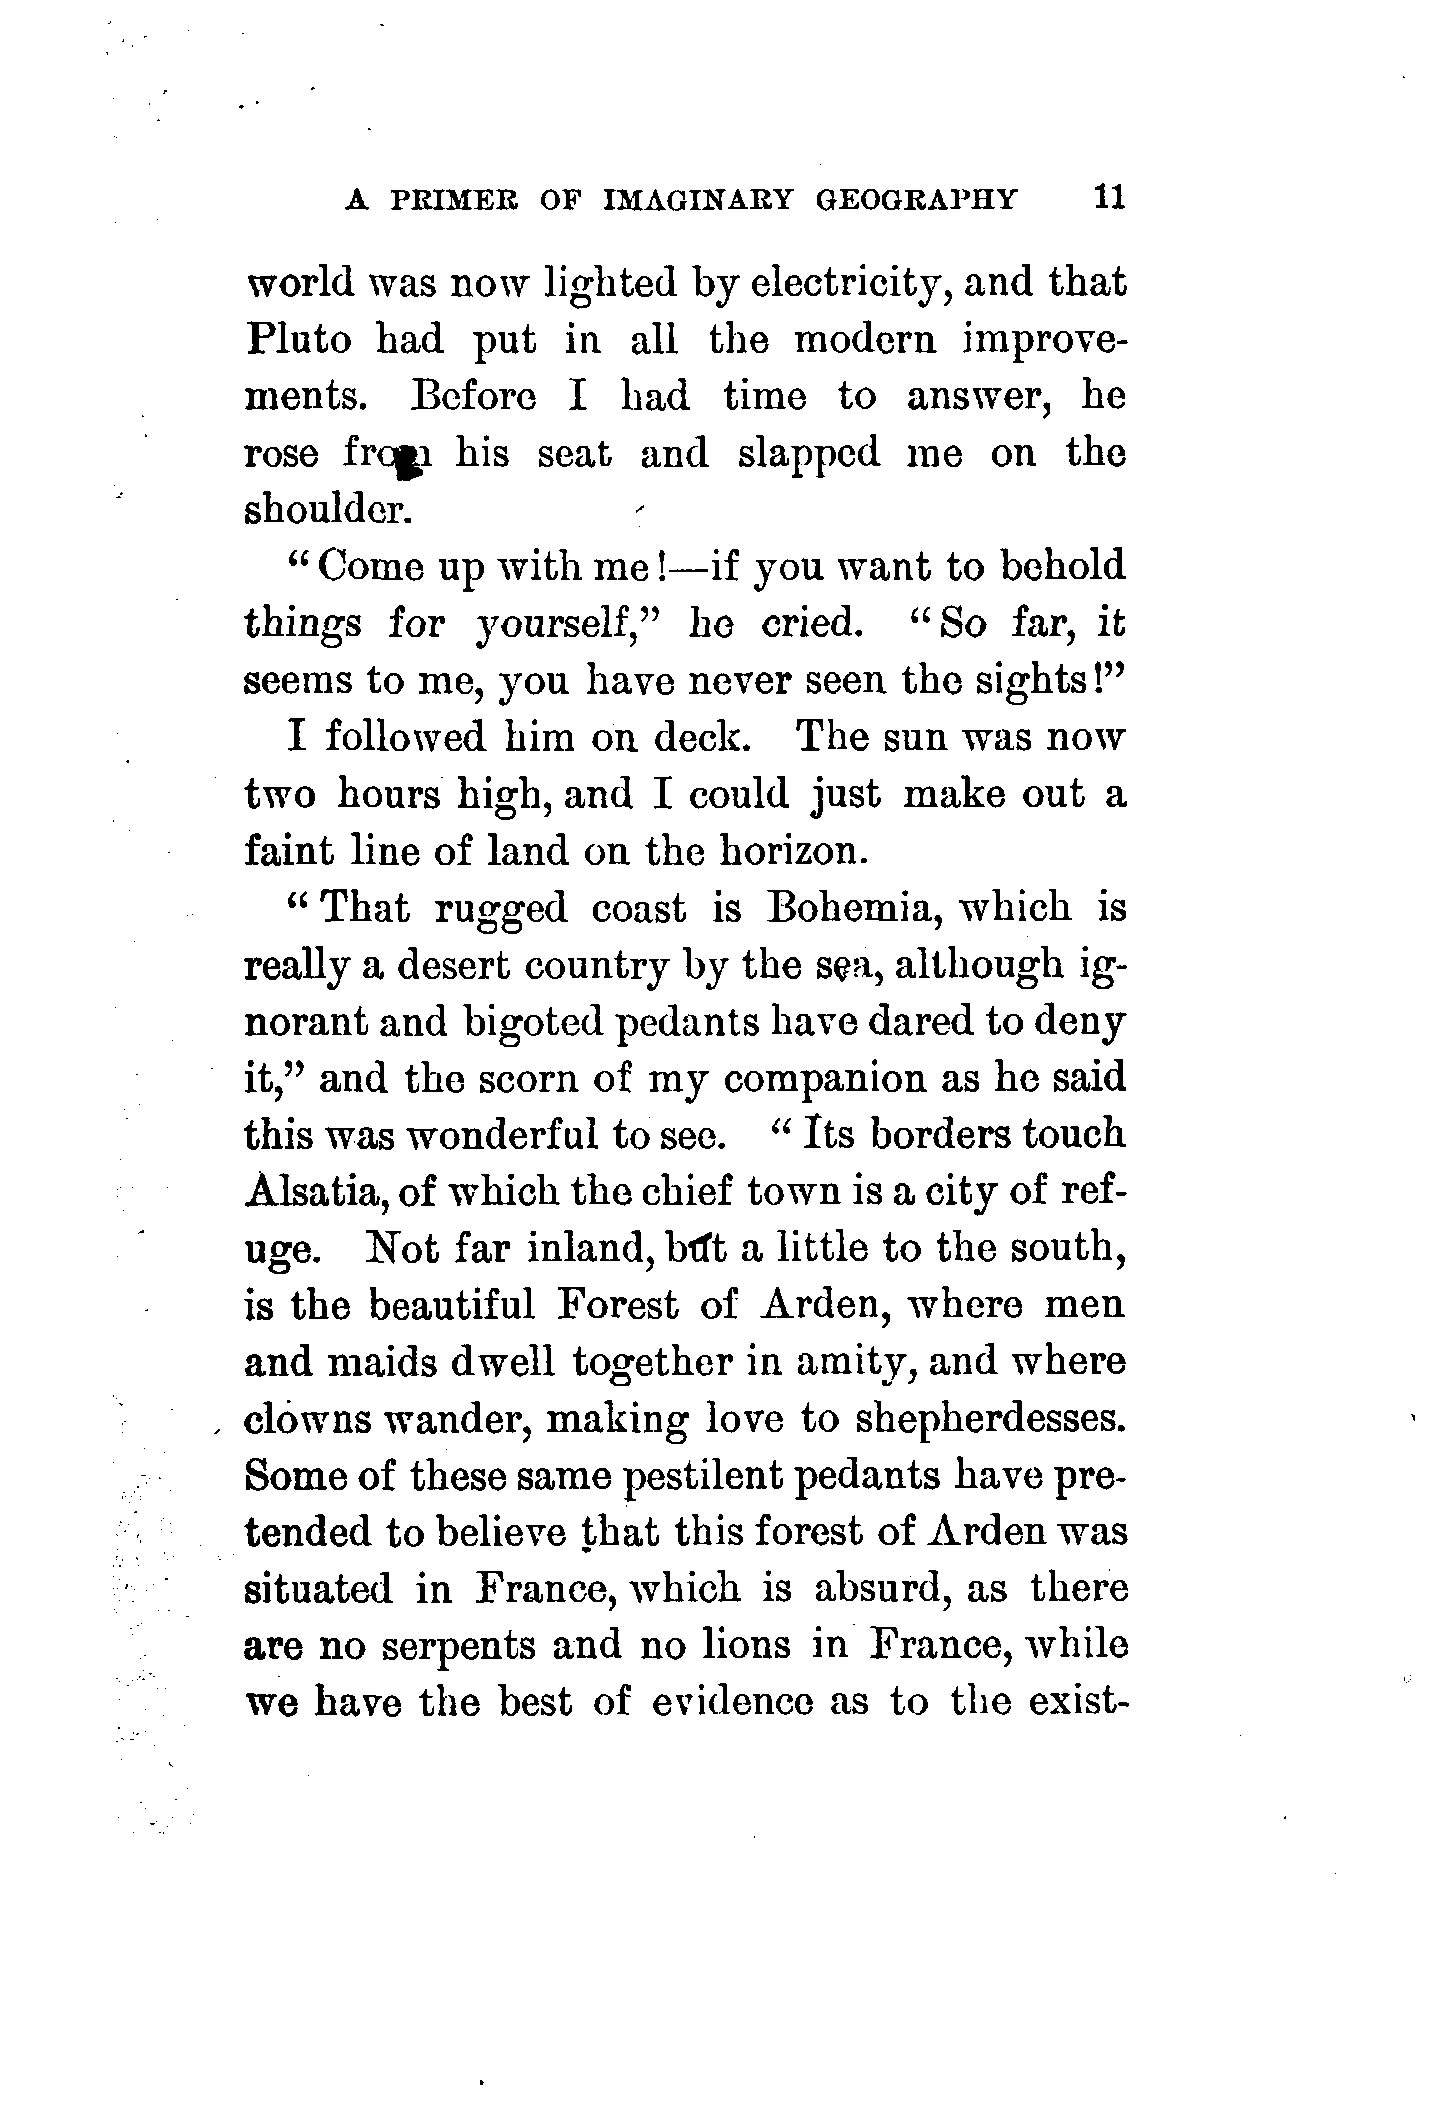 A PRIMER OF IMAGINARY GEOGRAPHY 11
world was now lighted by electricity, and that
Pluto had put in all the modern improve-
ments. Before I had time to answer, he
rose from his seat and slapped me on the
shoulder.
"Come up with me!—if you want to behold
things for yourself," he cried. "So far, it
seems to me, you have never seen the sights!"
I followed him on deck. The sun was now
two hours high, and I could just make out a
faint line of land on the horizon.
"That rugged coast is Bohemia, which is
really a desert country by the sea, although ig-
norant and bigoted pedants have dared to deny
it," and the scorn of my companion as he said
this was wonderful to see. "Its borders touch
Alsatia, of which the chief town is a city of ref-
uge. Not far inland, but a little to the south,
is the beautiful Forest of Arden, where men
and maids dwell together in amity, and where
clowns wander, making love to shepherdesses.
Some of these same pestilent pedants have pre-
tended to believe that this forest of Arden was
situated in France, which is absurd, as there
are no serpents and no lions in France, while
we have the best of evidence as to the exist-